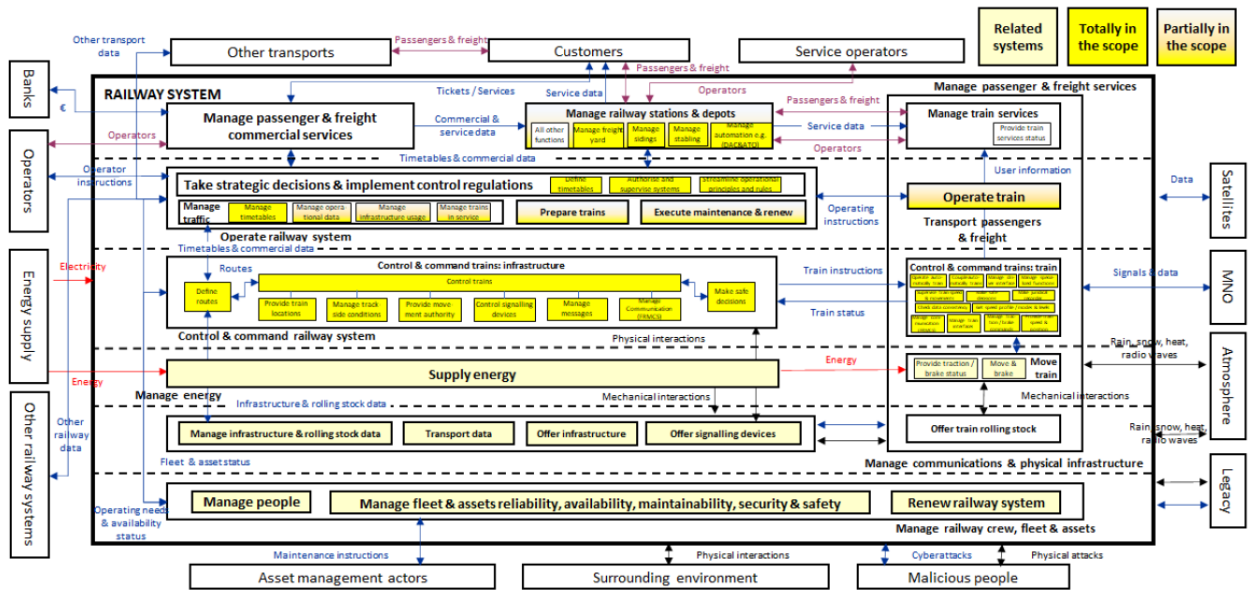 Other transport
data
Other transports
Passengers & freight
Customers
Service operators
Related
systems
Totally in
the scope
Partially in
the scope
Banks
€
RAILWAY SYSTEM
Tickets / Services
Service data
Passengers & freight
Operators
Manage passenger & freight services
Manage passenger & freight
commercial services
Commercial &
service data
Manage railway stations & depots
All other
functions
Manage freight
yard
Manage
sidings
Manage
stabling
Manage
automation e.g.
(DAC&ATO)
Passengers & freight
Service data
Operators
Manage train services
Provide train
services status
Operators
Operators
Operator
instructions
Timetables & commercial data
Take strategic decisions & implement control regulations
Define
timetables
Authorise and
supervise systems
Streamline operational
principles and rules
User information
Operate train
Operating
instructions
Transport passengers
& freight
Manage
traffic
Manage
timetables
Manage opera-
tional data
Manage
infrastructure usage
Manage trains
in service
Prepare trains
Execute maintenance & renew
Operate railway system
Data
Satellites
Timetables & commercial data
Electricity
Energy supply
Routes
Control & command trains: infrastructure
Control trains
Define
routes
Provide train
locations
Manage track-
side conditions
Provide move-
ment authority
Control signalling
devices
Manage
messages
Manage
Communication
(FRMCS)
Make safe
decisions
Train instructions
Train status
Control & command trains: train
Signals & data
MNO
Control & command railway system
Physical interactions
Energy
Supply energy
Energy
Provide traction /
brake status
Move &
brake
Move
train
Manage energy
Rain, snow, heat,
radio waves
Atmosphere
Infrastructure & rolling stock data
Mechanical interactions
Mechanical interactions
Other
railway
data
Other railway systems
Manage infrastructure & rolling stock data
Transport data
Offer infrastructure
Offer signalling devices
Offer train rolling stock
Rain, snow, heat,
radio waves
Fleet & asset status
Manage communications & physical infrastructure
Legacy
Manage people
Manage fleet & assets reliability, availability, maintainability, security & safety
Renew railway system
Operating needs
& availability
status
Manage railway crew, fleet & assets
Maintenance instructions
Physical interactions
Cyberattacks
Physical attacks
Asset management actors
Surrounding environment
Malicious people